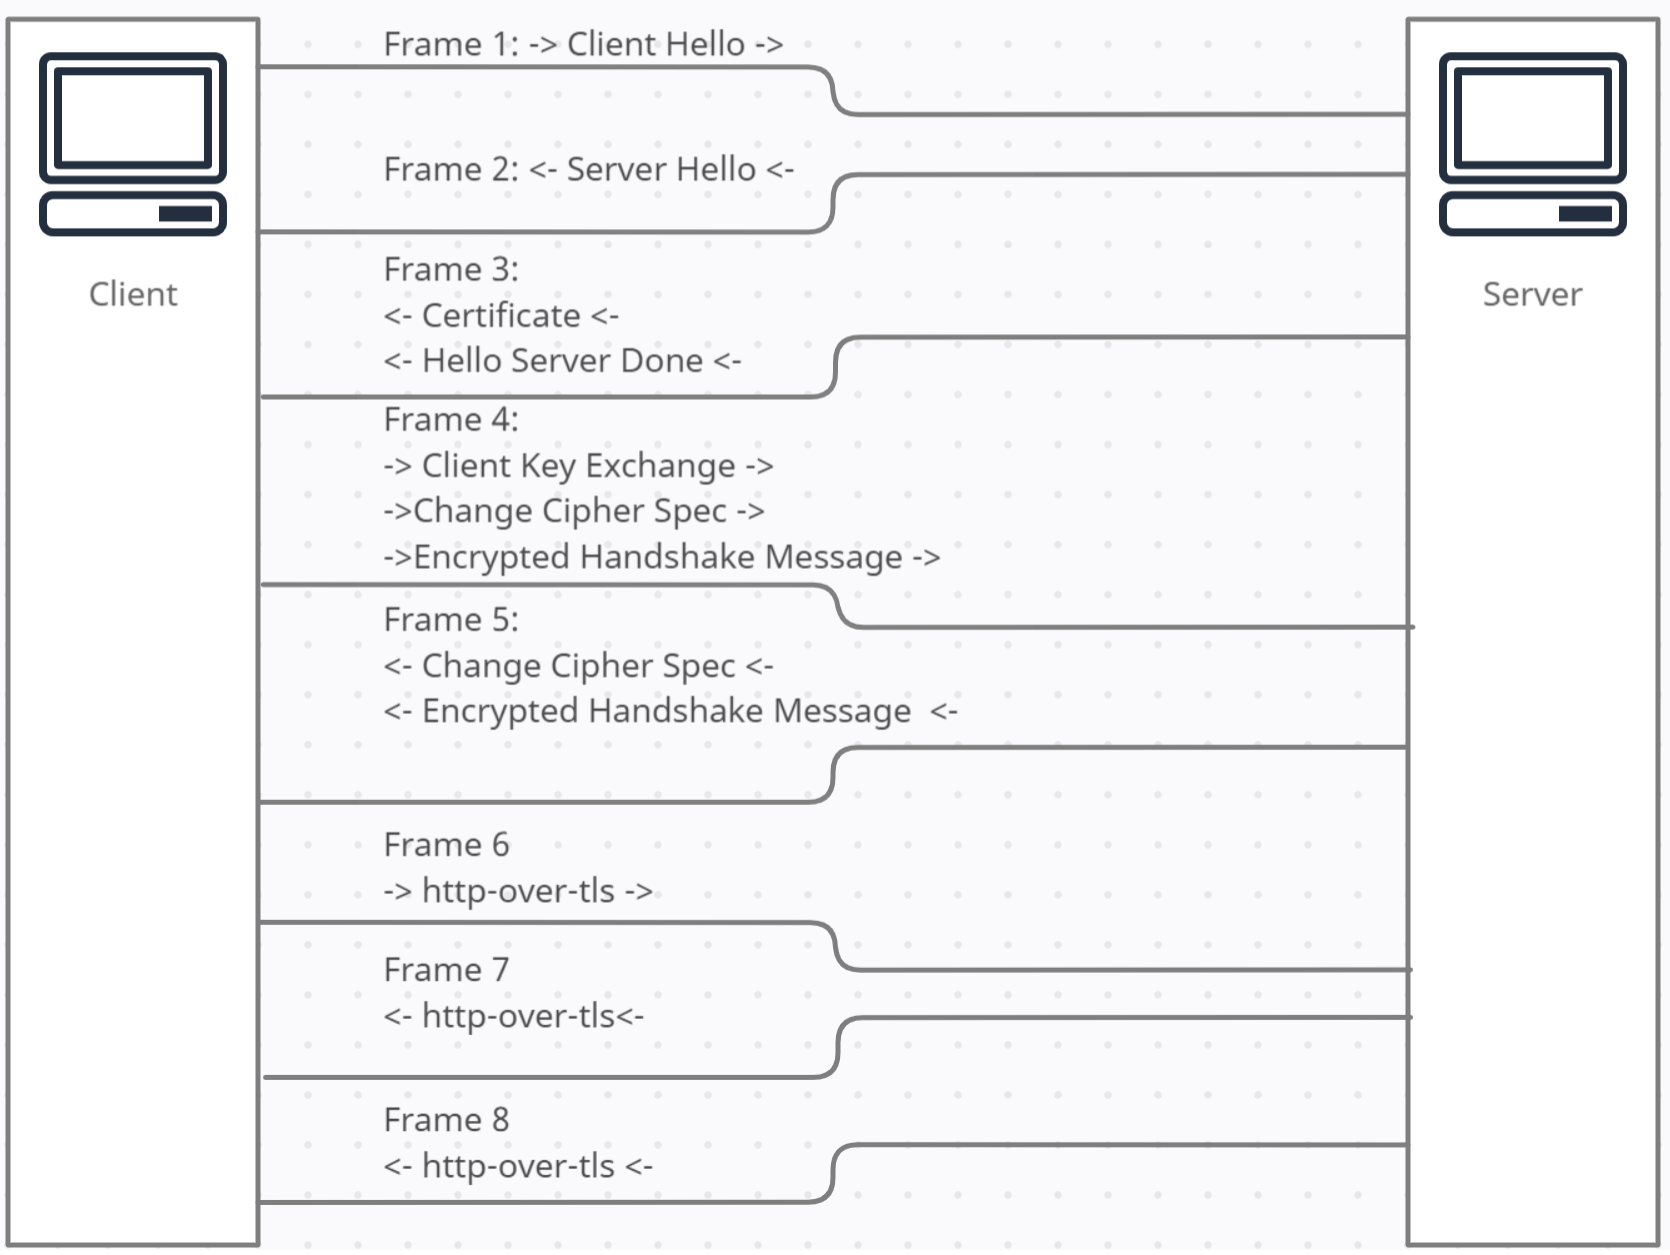 Frame 1: -> Client Hello ->
Frame 2: <- Server Hello <-
Client
Server
Frame 3:
<- Certificate <-
<- Hello Server Done <-
Frame 4:
-> Client Key Exchange ->
->Change Cipher Spec ->
->Encrypted Handshake Message ->
Frame 5:
<- Change Cipher Spec <-
<- Encrypted Handshake Message  <-
Frame 6
-> http-over-tls ->
Frame 7
<- http-over-tls<-
Frame 8
<- http-over-tls <-